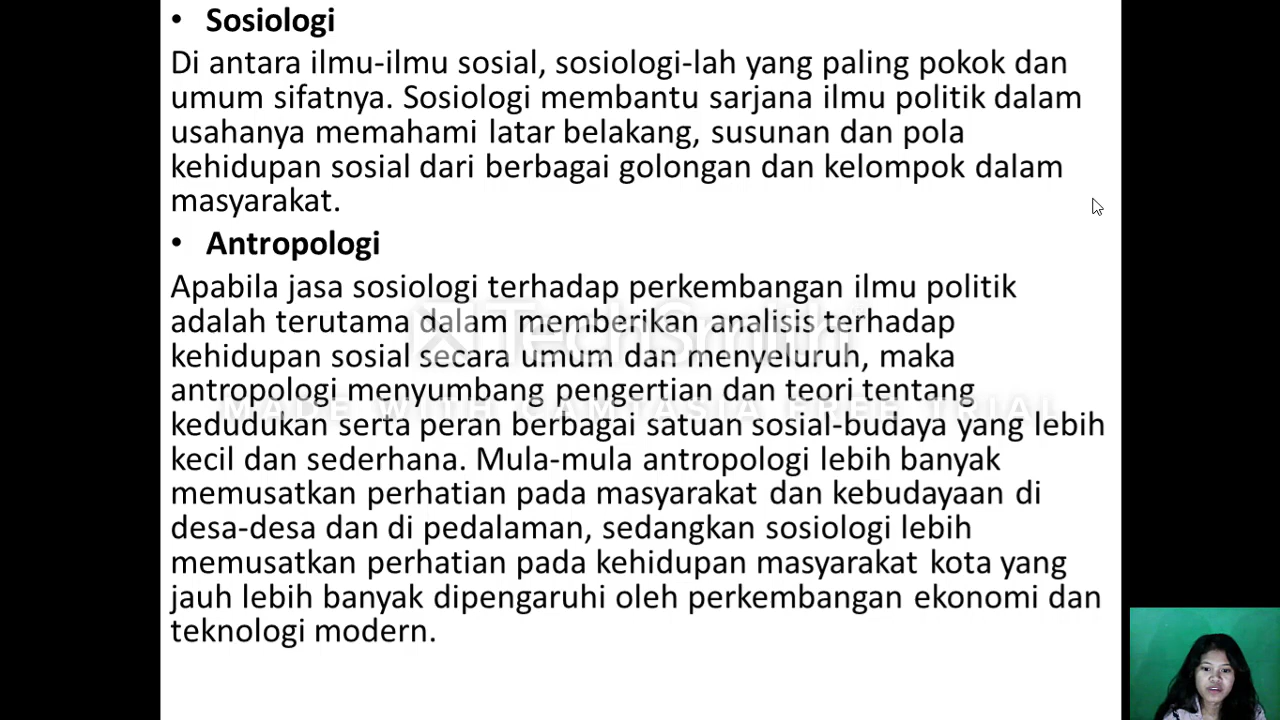 • Sosiologi
Di antara ilmu-ilmu sosial, sosiologi-lah yang paling pokok dan
umum sifatnya. Sosiologi membantu sarjana ilmu politik dalam
usahanya memahami latar belakang, susunan dan pola
kehidupan sosial dari berbagai golongan dan kelompok dalam
masyarakat.
• Antropologi
Apabila jasa sosiologi terhadap perkembangan ilmu politik
adalah terutama dalam memberikan analisis terhadap
kehidupan sosial secara umum dan menyeluruh, maka
antropologi menyumbang pengertian dan teori tentang
kedudukan serta peran berbagai satuan sosial-budaya yang lebih
kecil dan sederhana. Mula-mula antropologi lebih banyak
memusatkan perhatian pada masyarakat dan kebudayaan di
desa-desa dan di pedalaman, sedangkan sosiologi lebih
memusatkan perhatian pada kehidupan masyarakat kota yang
jauh lebih banyak dipengaruhi oleh perkembangan ekonomi dan
teknologi modern.
TechSmith
MADE WITH CAMTASIA FREE TRIAL